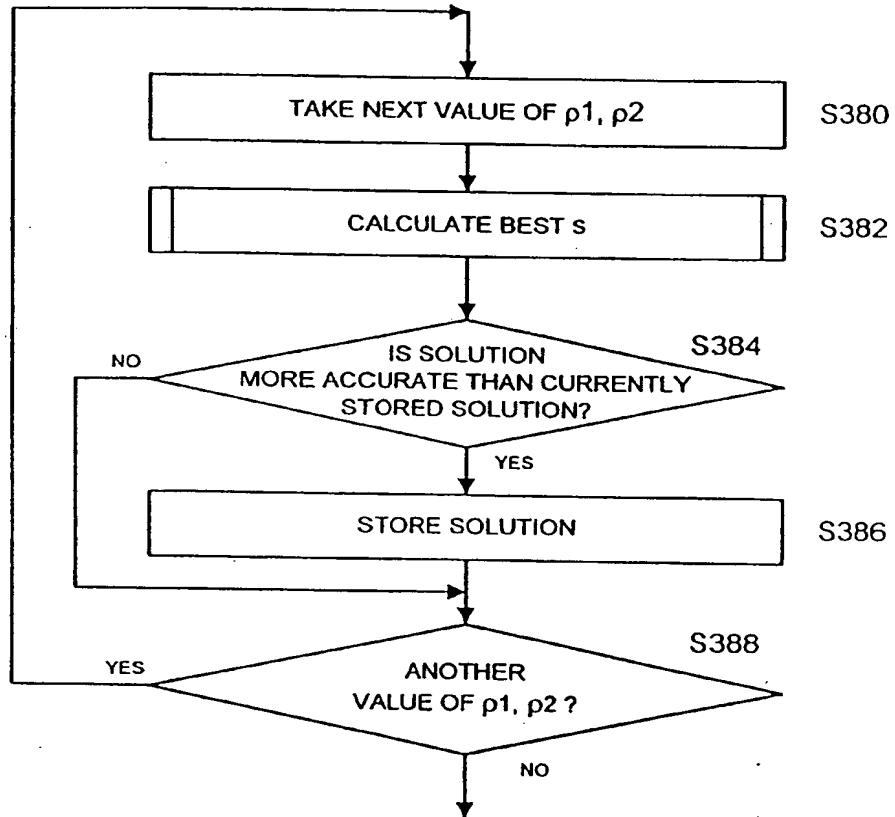 TAKE NEXT VALUE OF ρ1, ρ2
S380
CALCULATE BEST s
S382
S384
NO
IS SOLUTION
MORE ACCURATE THAN CURRENTLY
STORED SOLUTION?
YES
STORE SOLUTION
S386
S388
YES
ANOTHER
VALUE OF ρ1, ρ2 ?
NO